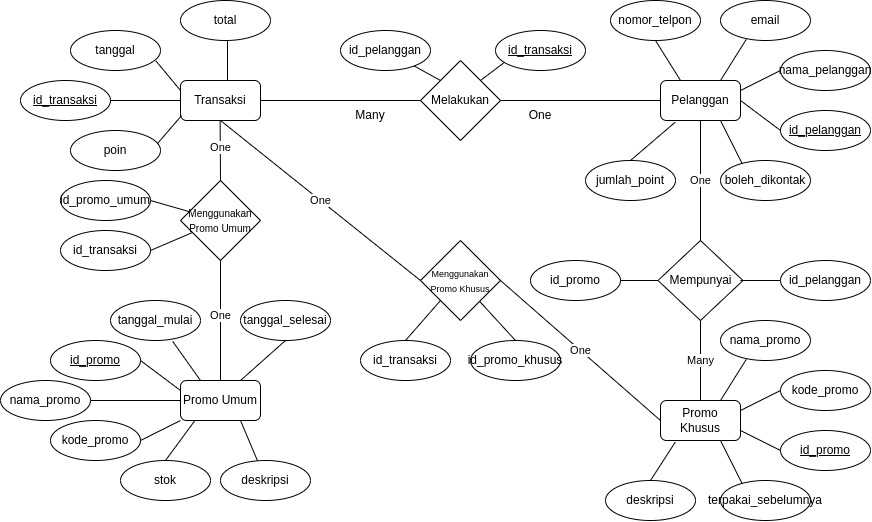 total
nomor_telpon
email
tanggal
id_pelanggan
id_transaksi
nama_pelanggan
id_transaksi
Transaksi
Melakukan
Pelanggan
Many
One
id_pelanggan
poin
One
jumlah_point
One
boleh_dikontak
id_promo_umum
One
Menggunakan
Promo Umum
id_transaksi
Menggunakan
Promo Khusus
id_promo
Mempunyai
id_pelanggan
tanggal_mulai
One
tanggal_selesai
nama_promo
id_promo
id_transaksi
id_promo_khusus
One
Many
kode_promo
nama_promo
Promo Umum
Promo
Khusus
kode_promo
id_promo
stok
deskripsi
deskripsi
terpakai_sebelumnya